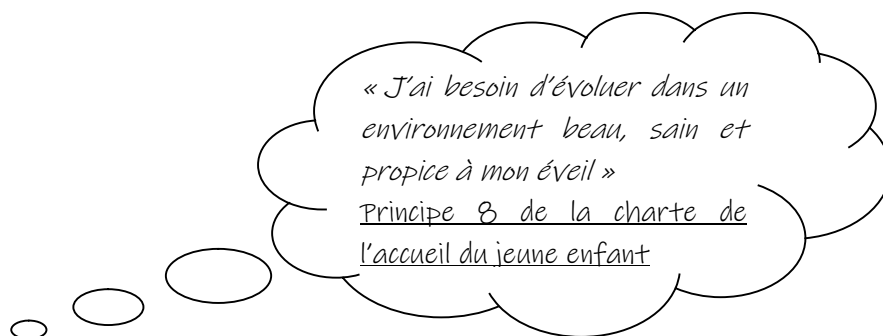 « J'ai besoin d'évoluer dans un
environnement beau, sain et
propice à mon éveil »
Principe 8 de la charte de
l'accueil du jeune enfant